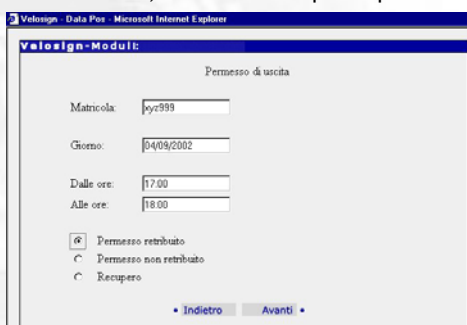 Velosign - Data Pos - Microsoft Internet Explorer
Velosign-Moduli:
Permesso di uscita
Matricola: xyz999
Giorno: 04/09/2002
Dalle ore: 17.00
Alle ore: 18.00
Permesso retribuito
Permesso non retribuito
Recupero
• Indietro Avanti •